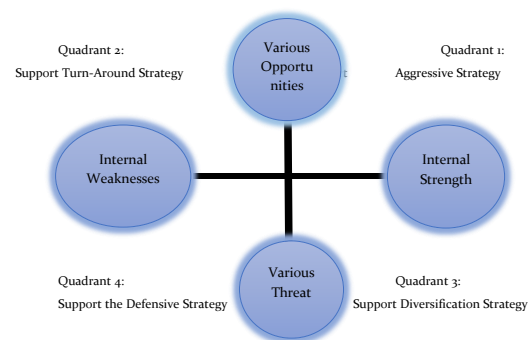 Quadrant 2:
Support Turn-Around Strategy
Various
Opportu
nities
Quadrant 1:
Aggressive Strategy
Internal
Weaknesses
Internal
Strength
Quadrant 4:
Support the Defensive Strategy
Various
Threat
Quadrant 3:
Support Diversification Strategy